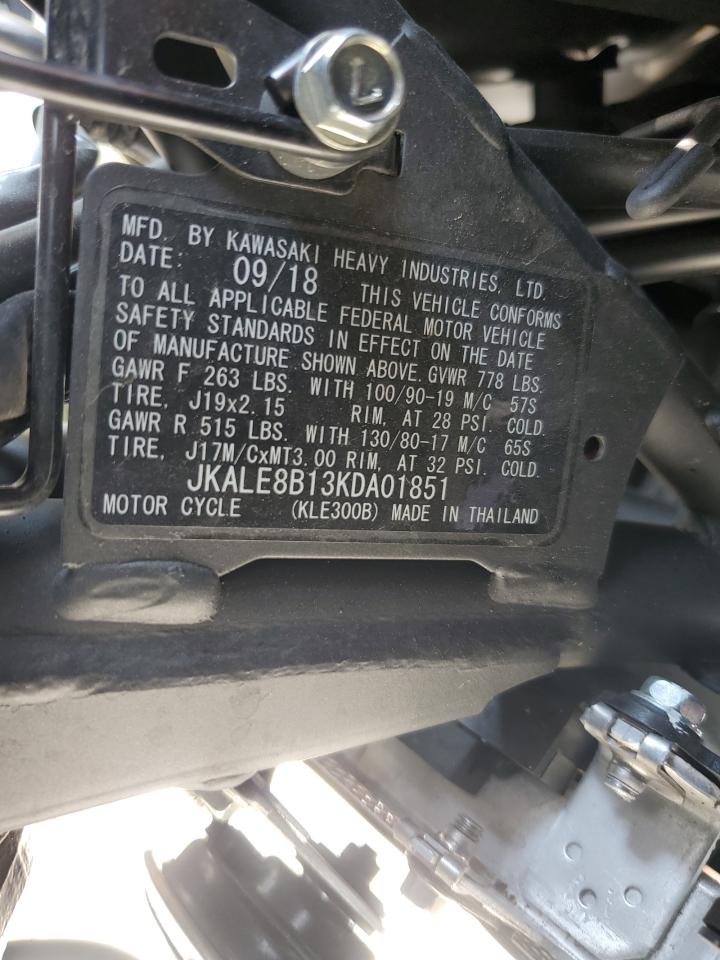 MFD. BY KAWASAKI HEAVY INDUSTRIES, LTD.
DATE: 09/18 THIS VEHICLE CONFORMS
TO ALL APPLICABLE FEDERAL MOTOR VEHICLE
SAFETY STANDARDS IN EFFECT ON THE DATE
OF MANUFACTURE SHOWN ABOVE. GVWR 778 LBS.
GAWR F 263 LBS. WITH 100/90-19 M/C 57S
TIRE, J19x2.15 RIM, AT 28 PSI. COLD.
GAWR R 515 LBS. WITH 130/80-17 M/C 65S
TIRE, J17M/CxMT3.00 RIM, AT 32 PSI. COLD.
JKALE8B13KDA01851
MOTOR CYCLE (KLE300B) MADE IN THAILAND